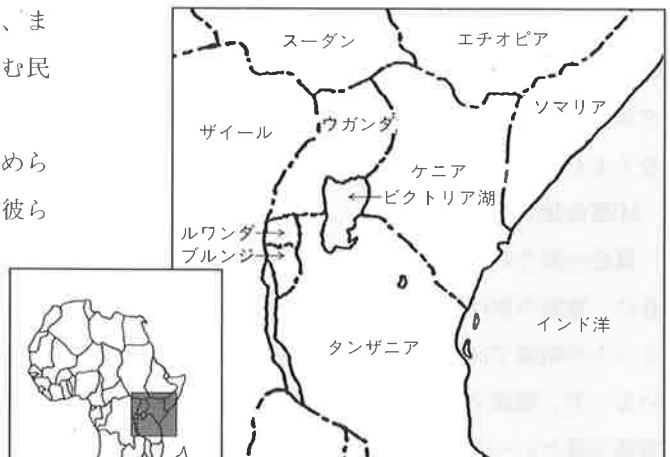 、ま
む民
めら
彼ら
スーダン
エチオピア
ソマリア
ザイール
ウガンダ
ケニア
ビクトリア湖
ルワンダ
ブルンジ
タンザニア
インド洋